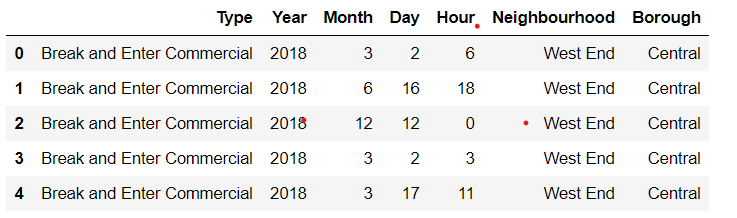 Type Year Month Day Hour Neighbourhood Borough
0 Break and Enter Commercial 2018 3 2 6 West End Central
1 Break and Enter Commercial 2018 6 16 18 West End Central
2 Break and Enter Commercial 2018 12 12 0 West End Central
3 Break and Enter Commercial 2018 3 2 3 West End Central
4 Break and Enter Commercial 2018 3 17 11 West End Central